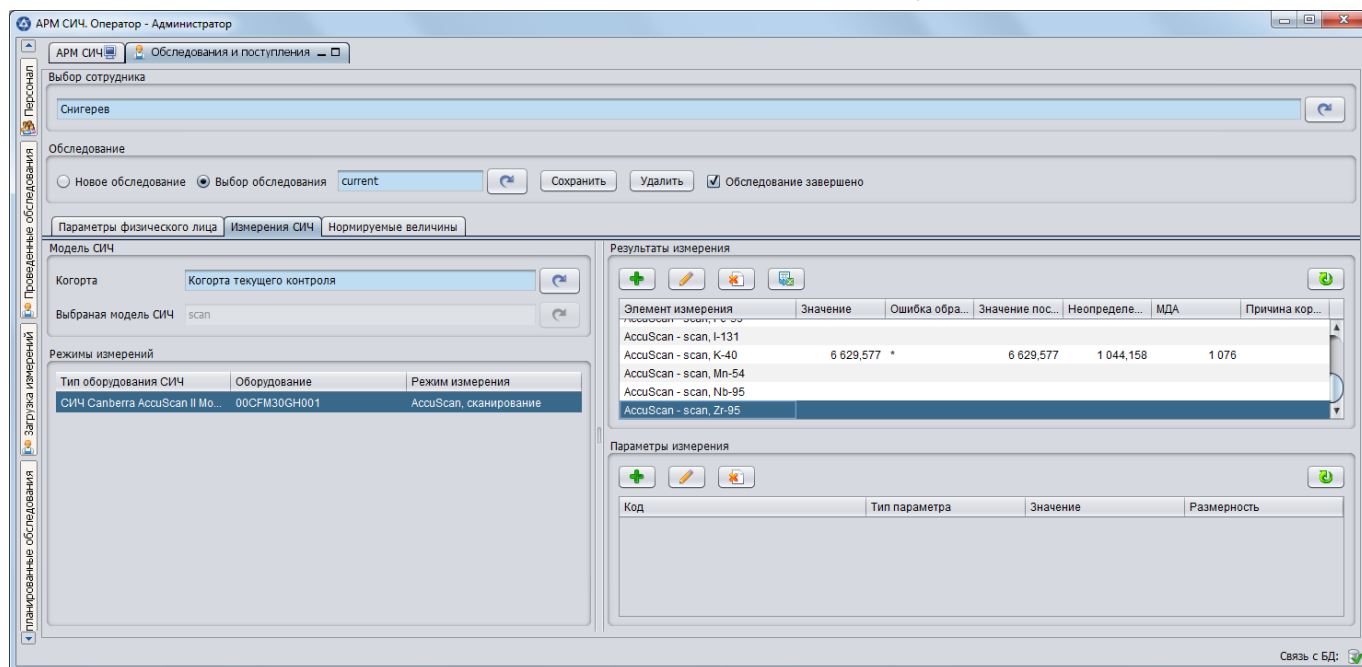 АРМ СИЧ. Оператор - Администратор
АРМ СИЧ Обследования и поступления
Персонал
Проведенные обследования
Загрузка измерений
планированные обследования
Выбор сотрудника
Снигерев
Обследование
Новое обследование Выбор обследования current Сохранить Удалить Обследование завершено
Параметры физического лица Измерения СИЧ Нормируемые величины
Модель СИЧ
Когорта Когорта текущего контроля
Выбраная модель СИЧ scan
Режимы измерений
Тип оборудования СИЧ Оборудование Режим измерения
СИЧ Canberra AccuScan II Mo... 00CFM30GH001 AccuScan, сканирование
Результаты измерения
Элемент измерения Значение Ошибка обра... Значение пос... Неопределе... МДА Причина кор...
AccuScan - scan, I-131
AccuScan - scan, K-40 6 629,577 * 6 629,577 1 044,158 1 076
AccuScan - scan, Mn-54
AccuScan - scan, Nb-95
AccuScan - scan, Zr-95
Параметры измерения
Код Тип параметра Значение Размерность
Связь с БД: